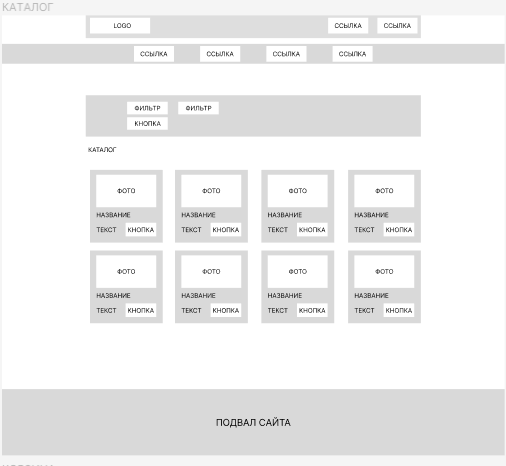 КАТАЛОГ
LOGO ССЫЛКА ССЫЛКА
ССЫЛКА ССЫЛКА ССЫЛКА ССЫЛКА
ФИЛЬТР ФИЛЬТР
КНОПКА
КАТАЛОГ
ФОТО ФОТО ФОТО ФОТО
НАЗВАНИЕ НАЗВАНИЕ НАЗВАНИЕ НАЗВАНИЕ
ТЕКСТ КНОПКА ТЕКСТ КНОПКА ТЕКСТ КНОПКА ТЕКСТ КНОПКА
ФОТО ФОТО ФОТО ФОТО
НАЗВАНИЕ НАЗВАНИЕ НАЗВАНИЕ НАЗВАНИЕ
ТЕКСТ КНОПКА ТЕКСТ КНОПКА ТЕКСТ КНОПКА ТЕКСТ КНОПКА
ПОДВАЛ САЙТА